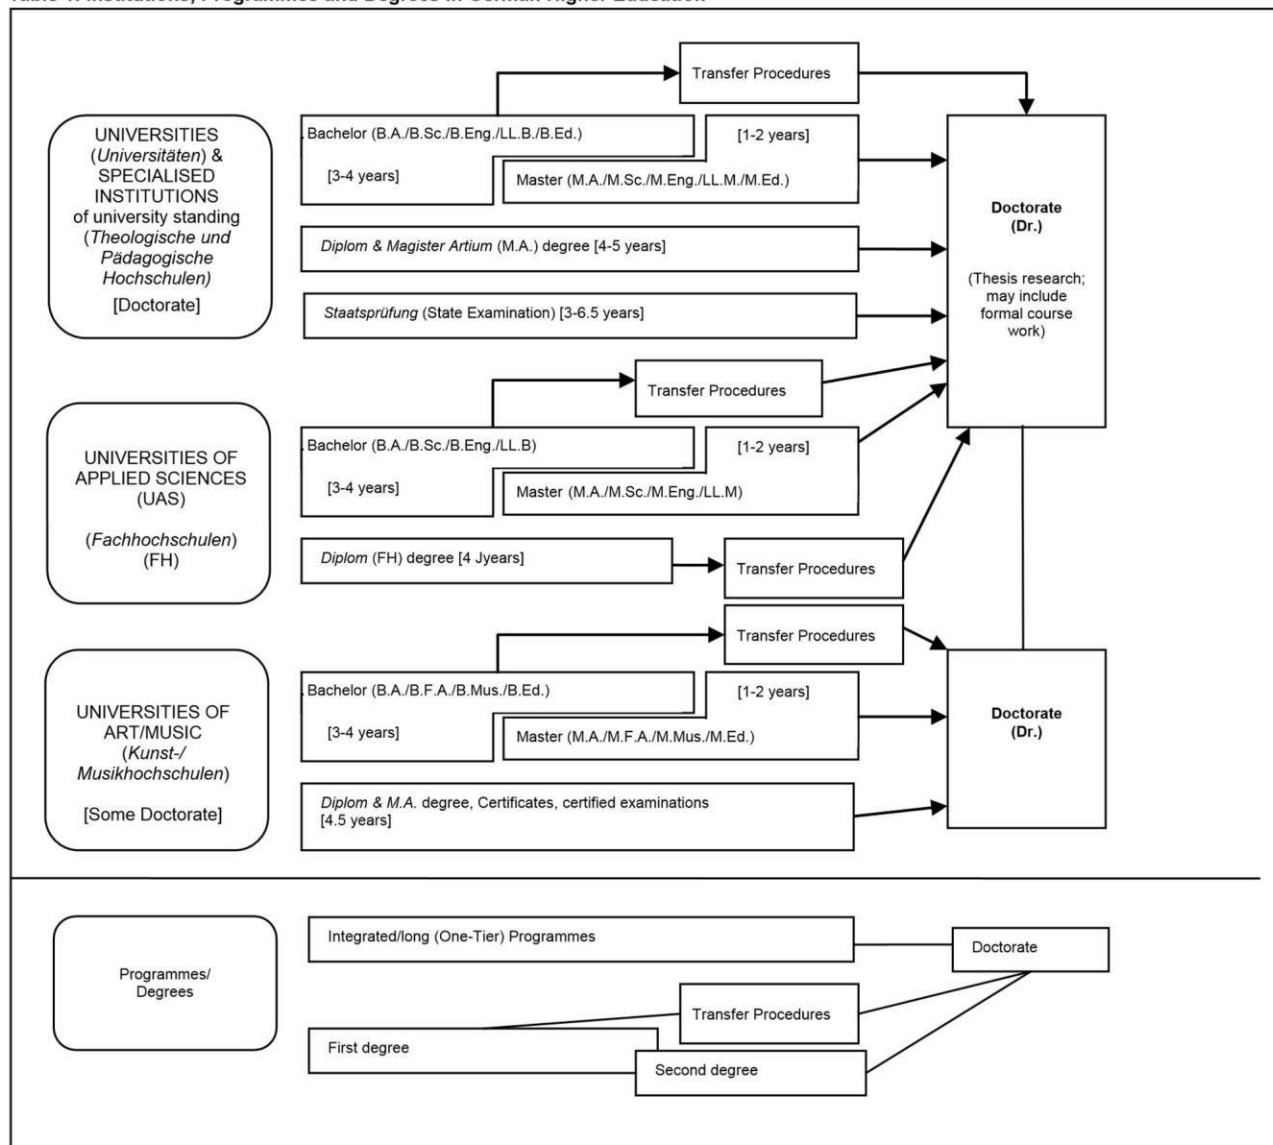 Table 1: Institutions, Programmes and Degrees in German Higher Education
Transfer Procedures
UNIVERSITIES
(Universitäten) &
SPECIALISED
INSTITUTIONS
of university standing
(Theologische und
Pädagogische
Hochschulen)
[Doctorate]
. Bachelor (B.A./B.Sc./B.Eng./LL.B./B.Ed.)
[3-4 years]
[1-2 years]
Master (M.A./M.Sc./M.Eng./LL.M./M.Ed.)
Diplom & Magister Artium (M.A.) degree [4-5 years]
Staatsprüfung (State Examination) [3-6.5 years]
Doctorate
(Dr.)
(Thesis research;
may include
formal course
work)
Transfer Procedures
UNIVERSITIES OF
APPLIED SCIENCES
(UAS)
(Fachhochschulen)
(FH)
. Bachelor (B.A./B.Sc./B.Eng./LL.B)
[3-4 years]
[1-2 years]
Master (M.A./M.Sc./M.Eng./LL.M)
Diplom (FH) degree [4 Jyears]
Transfer Procedures
Transfer Procedures
UNIVERSITIES OF
ART/MUSIC
(Kunst-/
Musikhochschulen)
[Some Doctorate]
. Bachelor (B.A./B.F.A./B.Mus./B.Ed.)
[3-4 years]
[1-2 years]
Master (M.A./M.F.A./M.Mus./M.Ed.)
Diplom & M.A. degree, Certificates, certified examinations
[4.5 years]
Doctorate
(Dr.)
Programmes/
Degrees
Integrated/long (One-Tier) Programmes
Doctorate
Transfer Procedures
First degree
Second degree